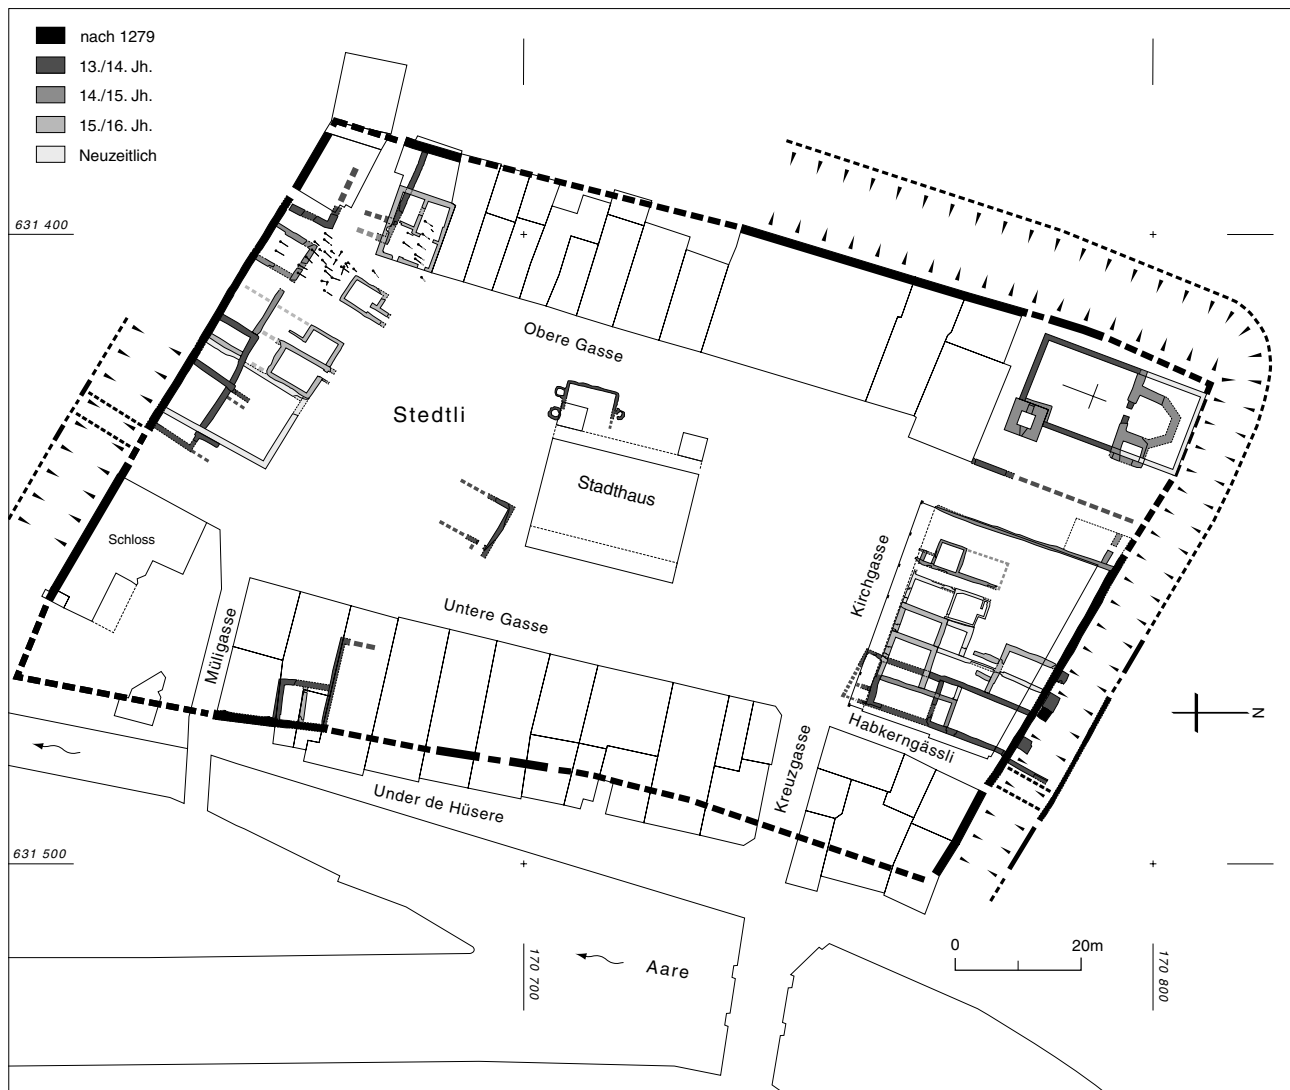 nach 1279
13./14. Jh.
14./15. Jh.
15./16. Jh.
Neuzeitlich
631 400
Obere Gasse
Stedtli
Stadthaus
Schloss
Kirchgasse
Untere Gasse
Müligasse
Habkerngässli
Kreuzgasse
N
Under de Hüsere
631 500
0 20m
Aare
170 700
170 800